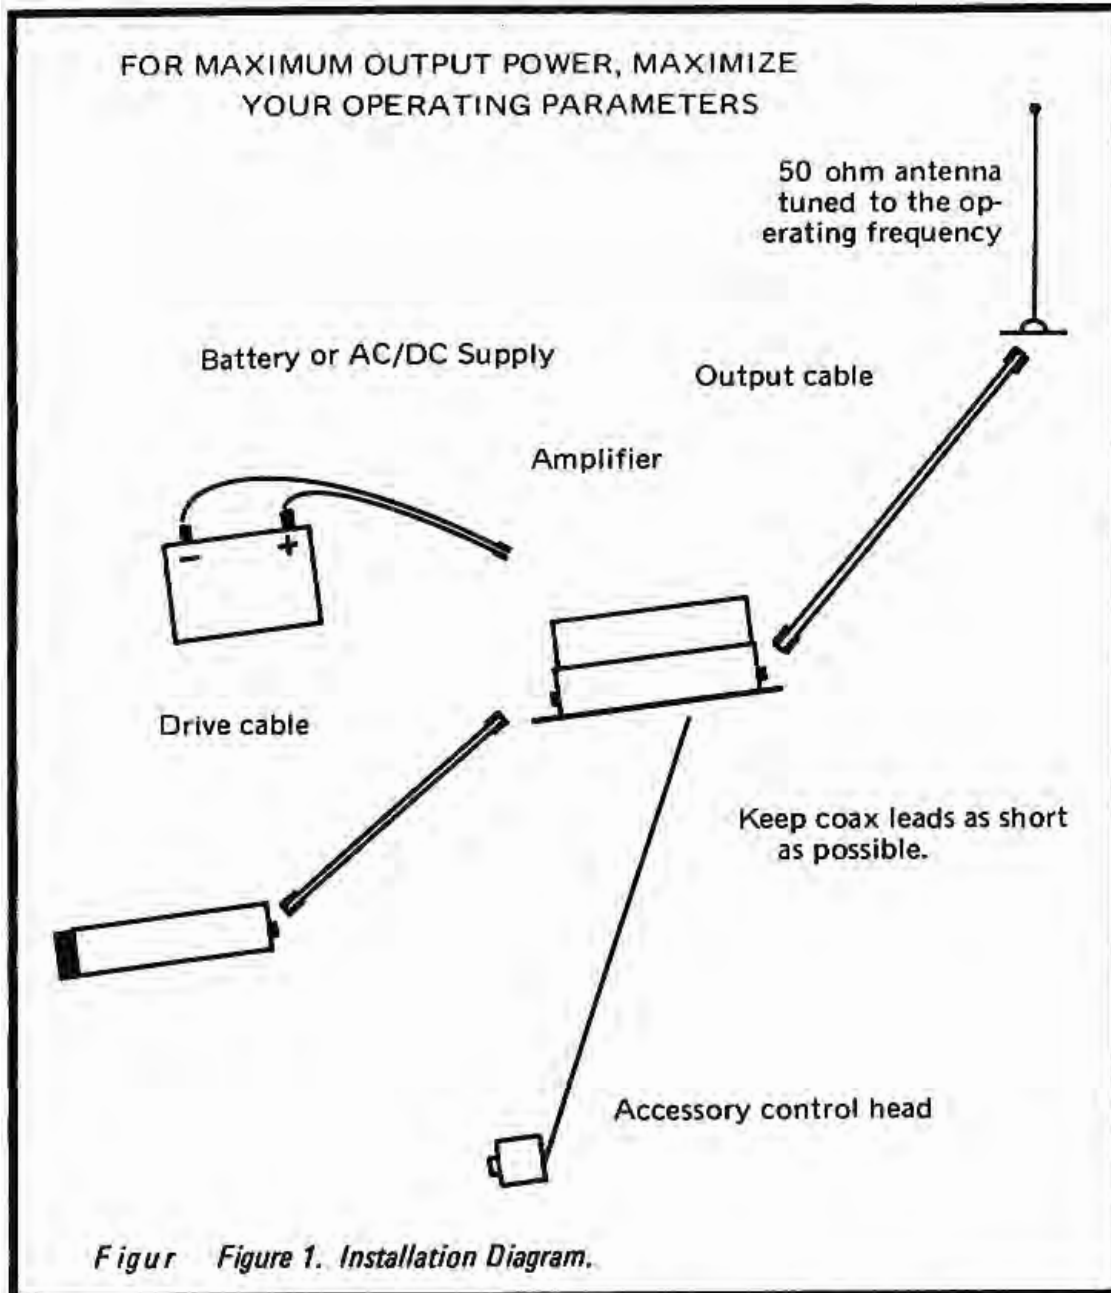 FOR MAXIMUM OUTPUT POWER, MAXIMIZE
YOUR OPERATING PARAMETERS
50 ohm antenna
tuned to the op-
erating frequency
Battery or AC/DC Supply
Output cable
Amplifier
- +
Drive cable
Keep coax leads as short
as possible.
Accessory control head
Figur Figure 1. Installation Diagram.